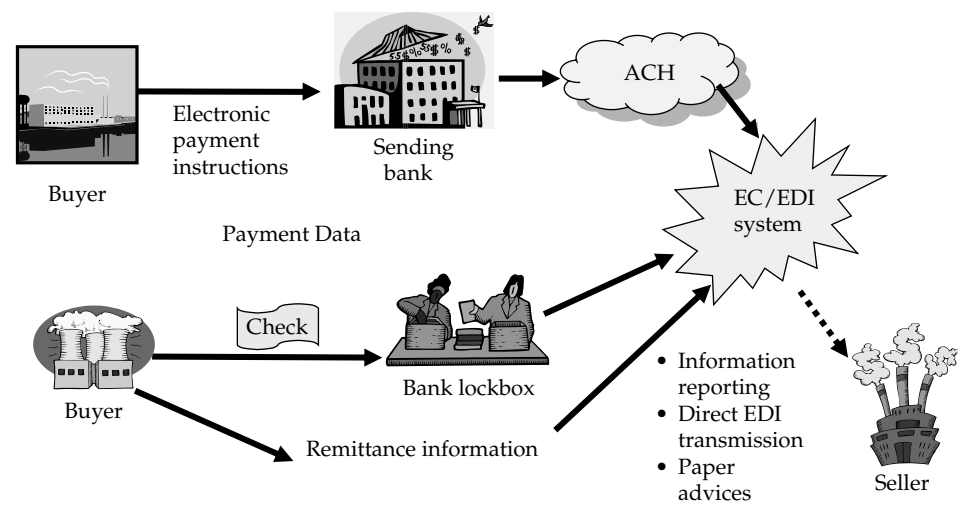 ACH
Electronic
payment
instructions
Sending
bank
Buyer
EC/EDI
system
Payment Data
Check
Bank lockbox
Buyer
Remittance information
• Information
reporting
• Direct EDI
transmission
• Paper
advices
Seller
$$$% $$%
$
$
$